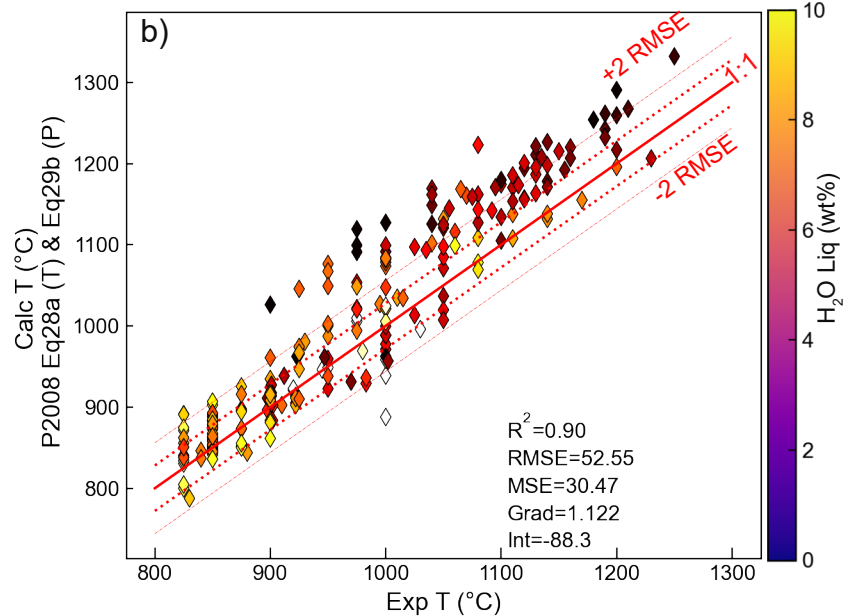 b)
+2 RMSE
1:1
-2 RMSE
R²=0.90
RMSE=52.55
MSE=30.47
Grad=1.122
Int=-88.3
Calc T (°C)
P2008 Eq28a (T) & Eq29b (P)
1300
1200
1100
1000
900
800
800 900 1000 1100 1200 1300
Exp T (°C)
10
8
6
4
2
0
H₂O Liq (wt%)